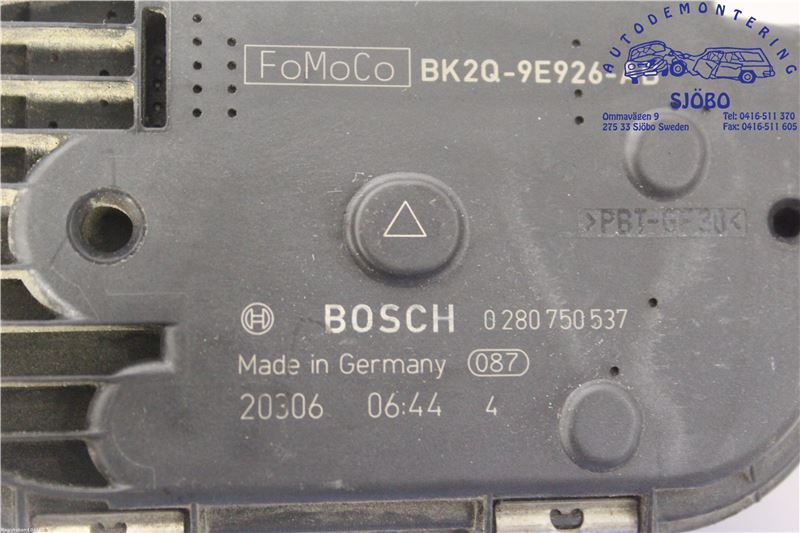 FoMoCo BK2Q-9E926-AB
AUTODEMONTERING
SJÖBO
Ommavägen 9
275 33 Sjöbo Sweden
Tel: 0416-511 370
Fax: 0416-511 605
>PBT-GF30<
BOSCH 0 280 750 537
Made in Germany 087
20306 06:44 4